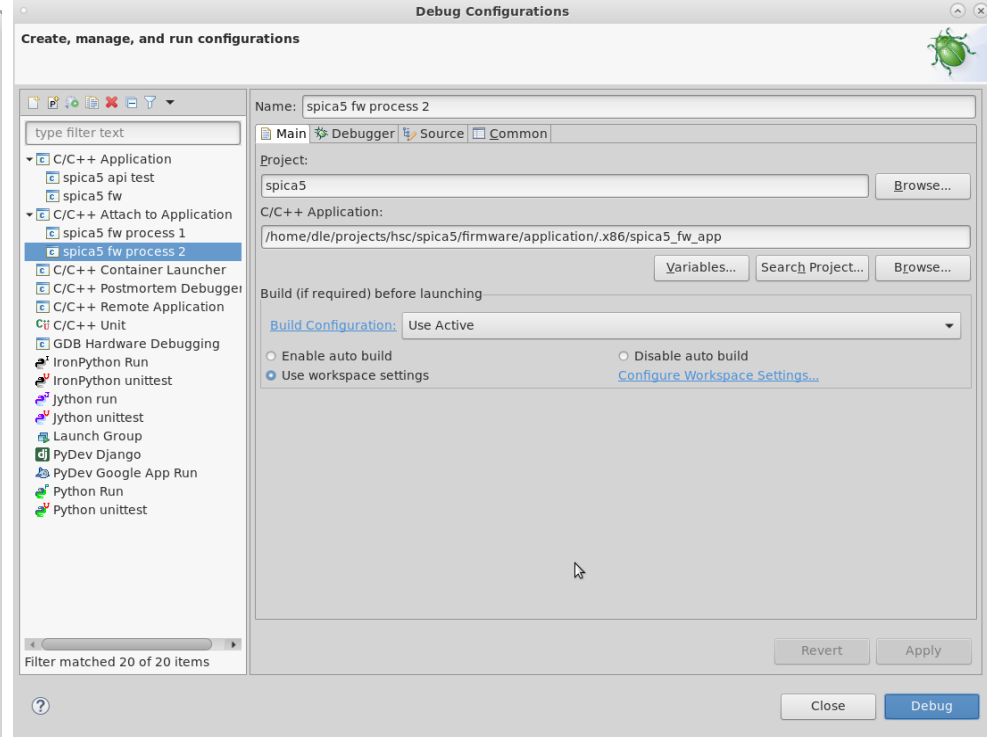 Debug Configurations
Create, manage, and run configurations
type filter text
C/C++ Application
spica5 api test
spica5 fw
C/C++ Attach to Application
spica5 fw process 1
spica5 fw process 2
C/C++ Container Launcher
C/C++ Postmortem Debugger
C/C++ Remote Application
C/C++ Unit
GDB Hardware Debugging
IronPython Run
IronPython unittest
Jython run
Jython unittest
Launch Group
PyDev Django
PyDev Google App Run
Python Run
Python unittest
Filter matched 20 of 20 items
Name: spica5 fw process 2
Main Debugger Source Common
Project:
spica5 Browse...
C/C++ Application:
/home/dle/projects/hsc/spica5/firmware/application/.x86/spica5_fw_app
Variables... Search Project... Browse...
Build (if required) before launching
Build Configuration: Use Active
Enable auto build Disable auto build
Use workspace settings Configure Workspace Settings...
Revert Apply
Close Debug